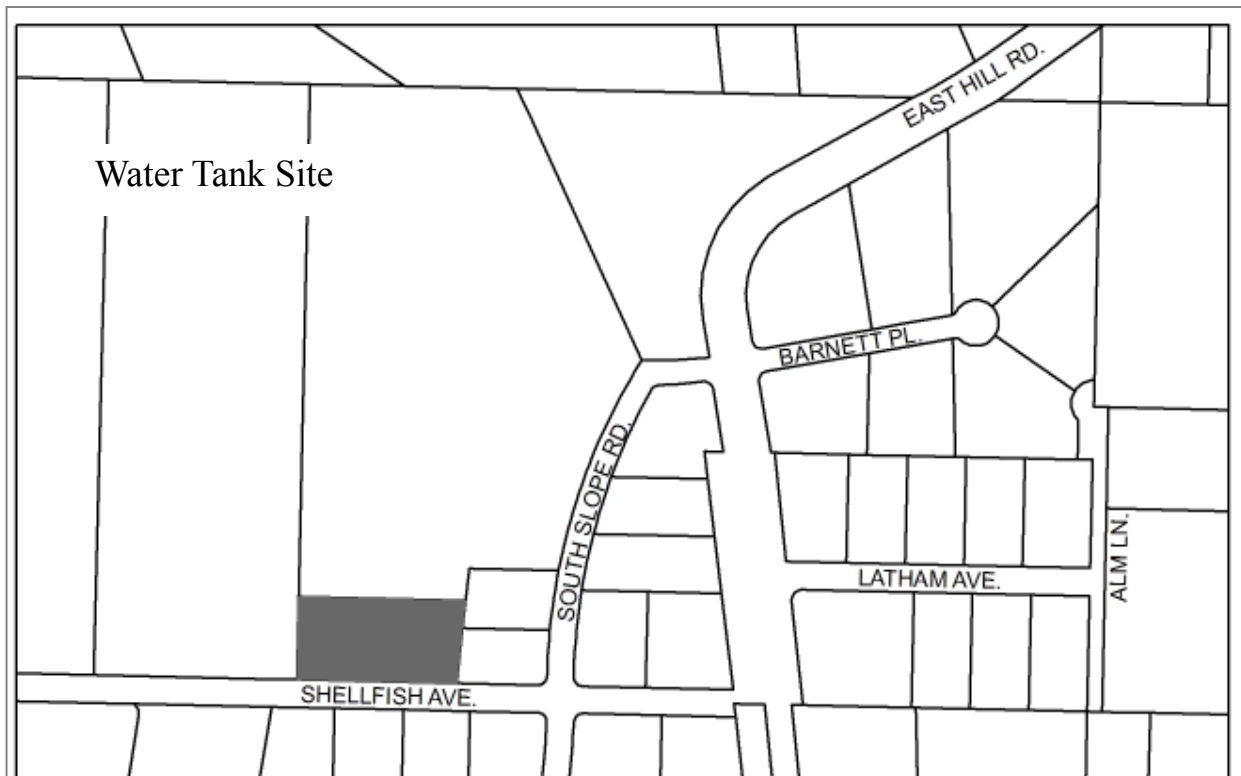 EAST HILL RD.
Water Tank Site
BARNETT PL.
SOUTH SLOPE RD.
ALM LN.
LATHAM AVE.
SHELLFISH AVE.